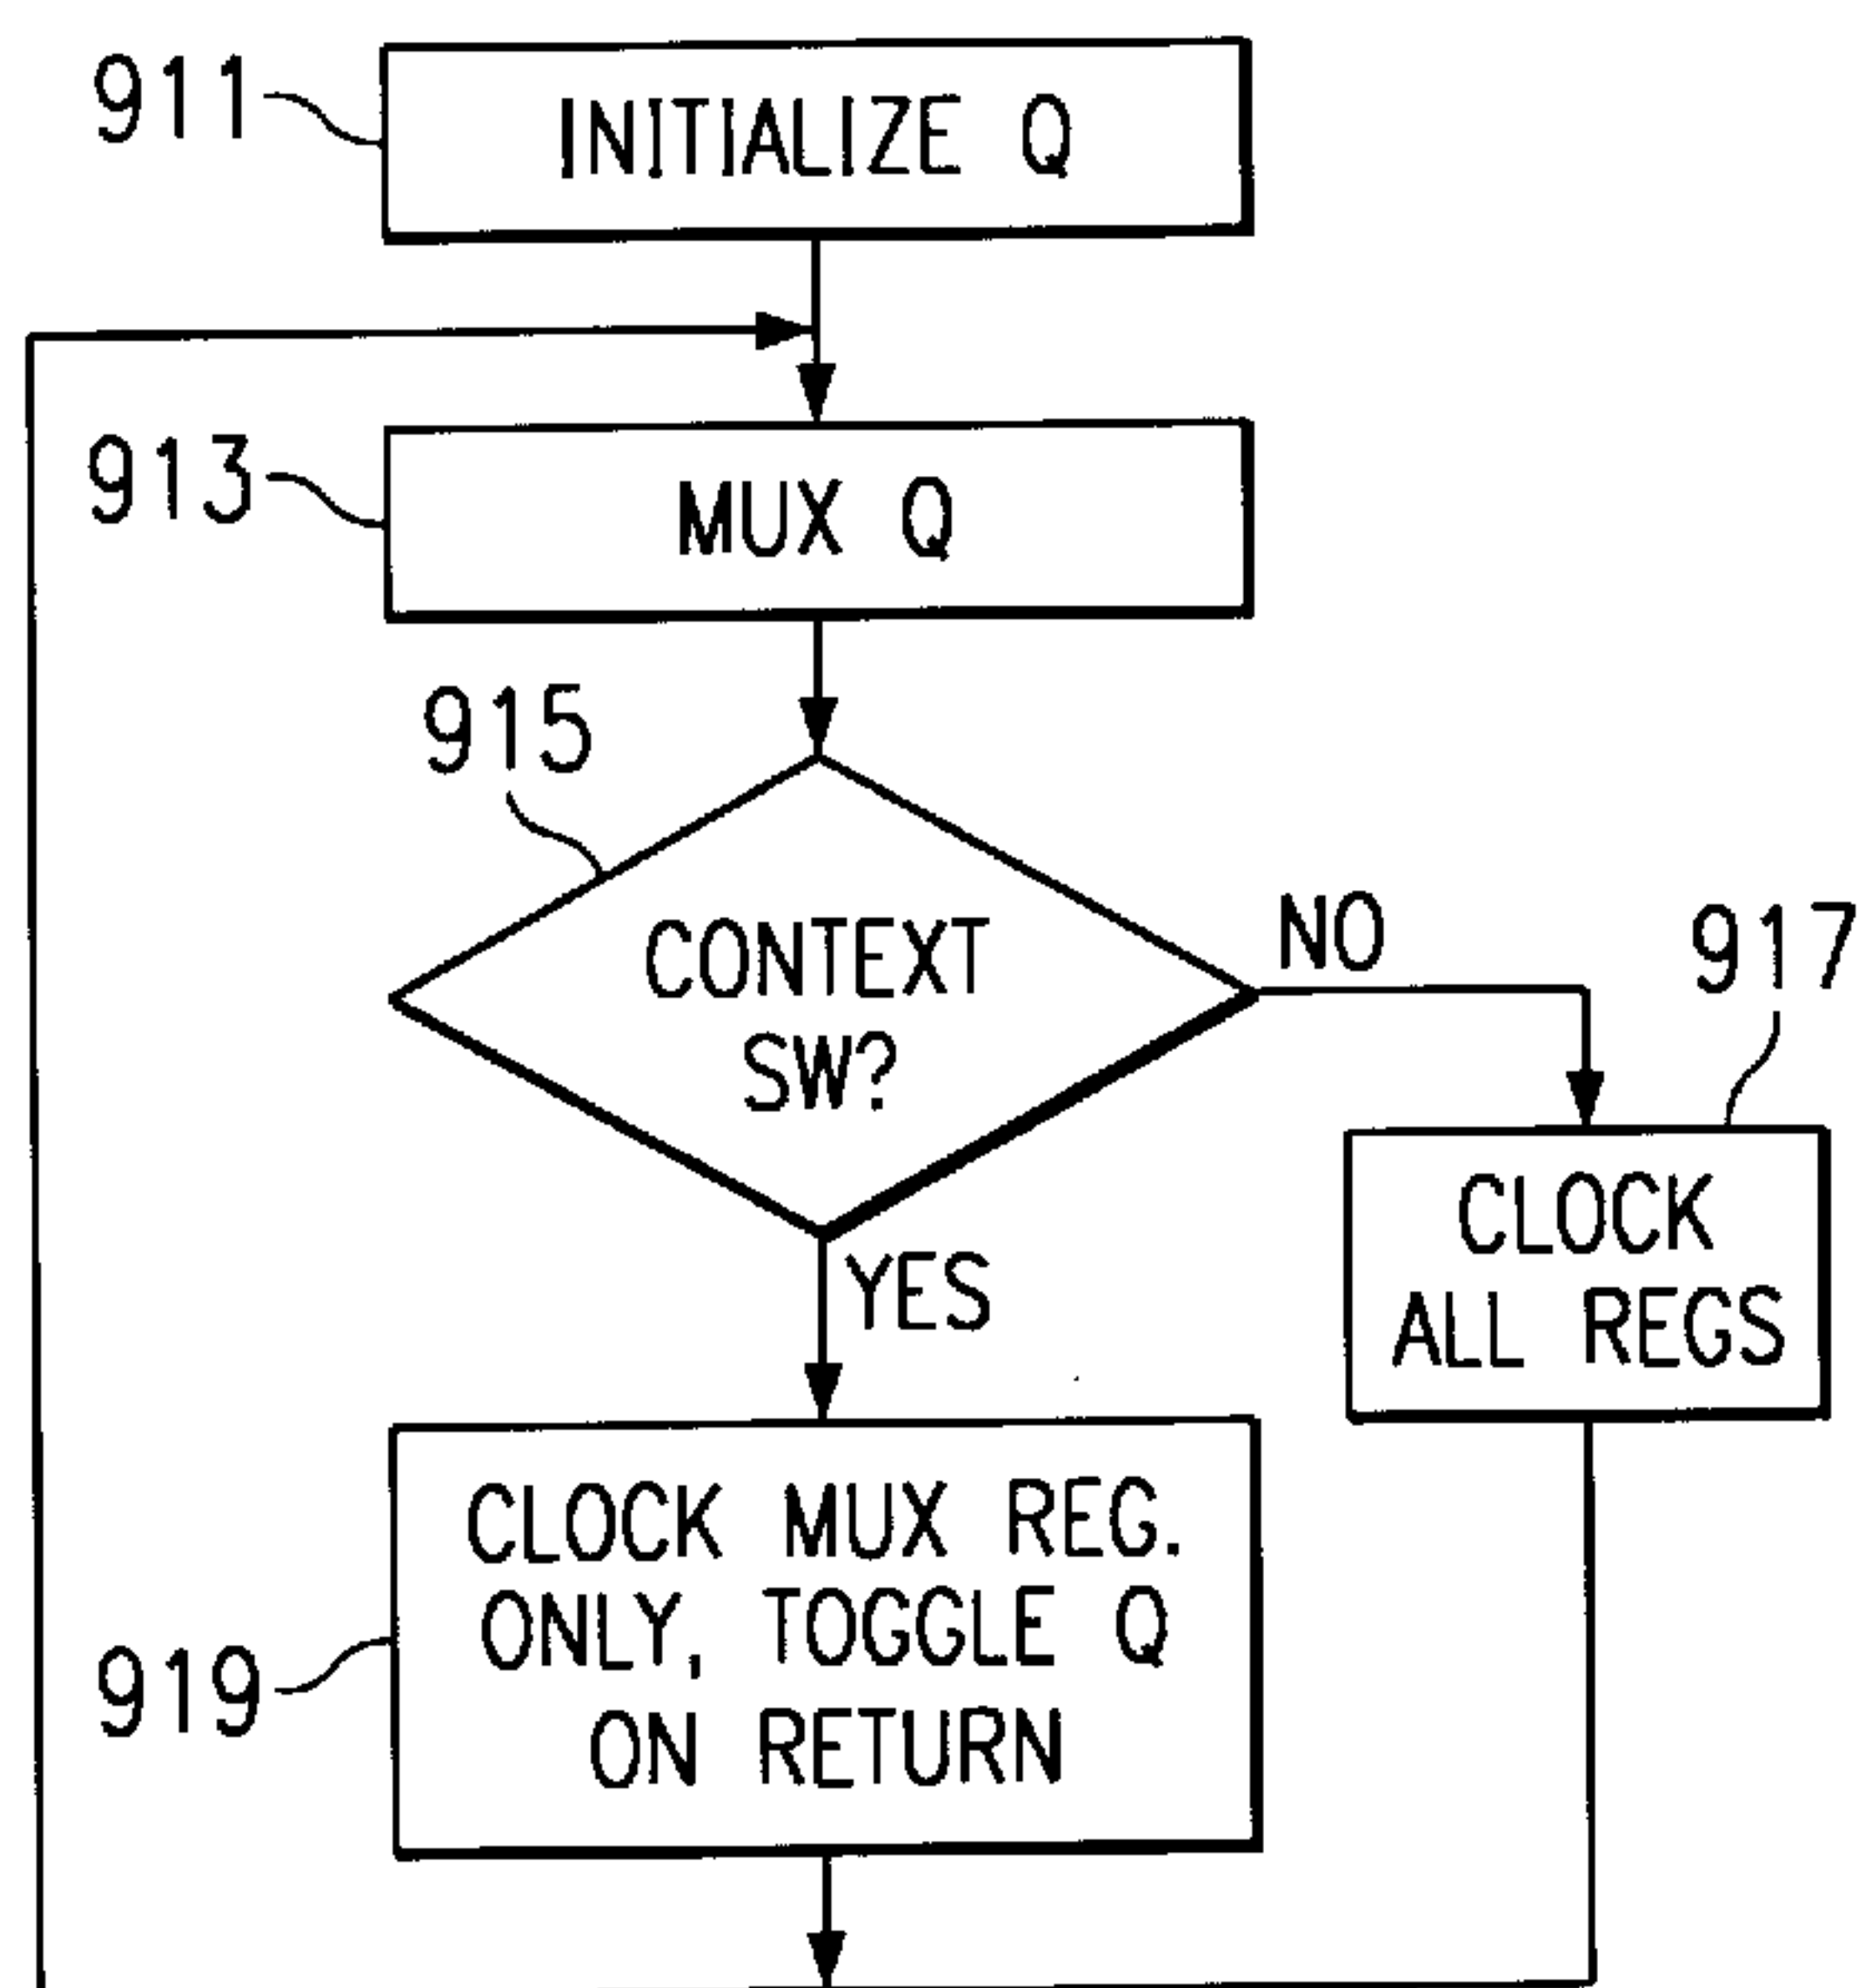 911
INITIALIZE Q
913
MUX Q
915
CONTEXT
SW?
NO
917
CLOCK
ALL REGS
YES
CLOCK MUX REG.
ONLY, TOGGLE Q
ON RETURN
919